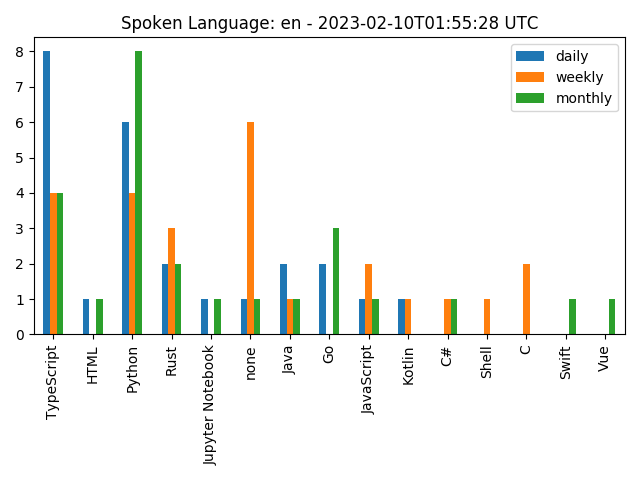 Spoken Language: en - 2023-02-10T01:55:28 UTC
daily
weekly
monthly
8
7
6
5
4
3
2
1
0
TypeScript
HTML
Python
Rust
Jupyter Notebook
none
Java
Go
JavaScript
Kotlin
C#
Shell
C
Swift
Vue